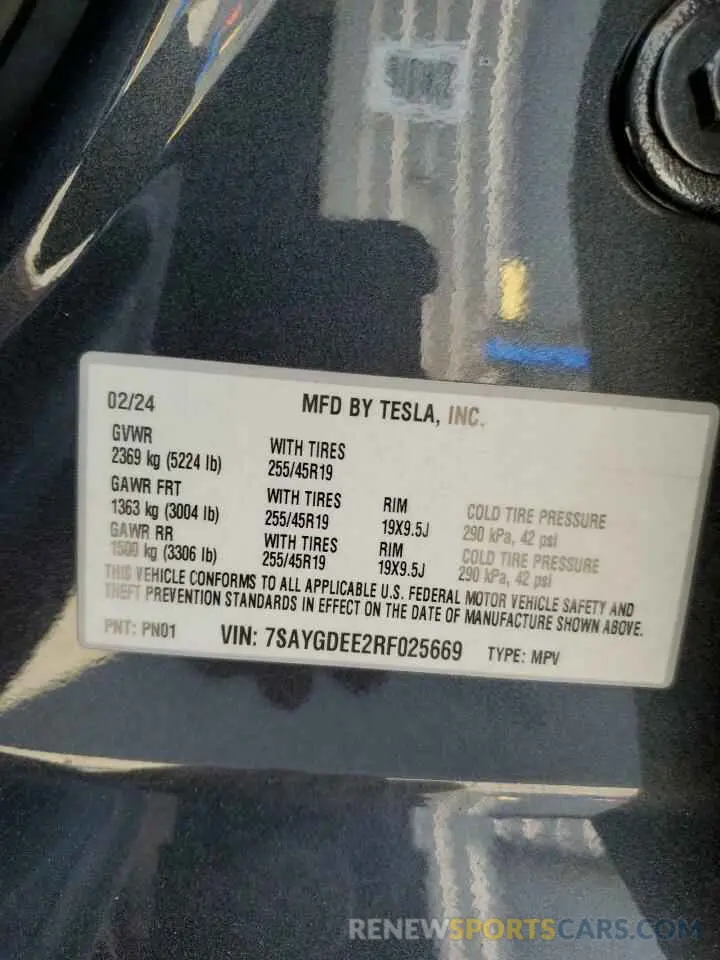 02/24 MFD BY TESLA, INC.
GVWR
2369 kg (5224 lb) WITH TIRES
255/45R19
GAWR FRT
1363 kg (3004 lb) WITH TIRES
255/45R19 RIM
19X9.5J COLD TIRE PRESSURE
290 kPa, 42 psi
GAWR RR
1500 kg (3306 lb) WITH TIRES
255/45R19 RIM
19X9.5J COLD TIRE PRESSURE
290 kPa, 42 psi
THIS VEHICLE CONFORMS TO ALL APPLICABLE U.S. FEDERAL MOTOR VEHICLE SAFETY AND
THEFT PREVENTION STANDARDS IN EFFECT ON THE DATE OF MANUFACTURE SHOWN ABOVE.
PNT: PN01 VIN: 7SAYGDEE2RF025669 TYPE: MPV
RENEWSPORTSCARS.COM